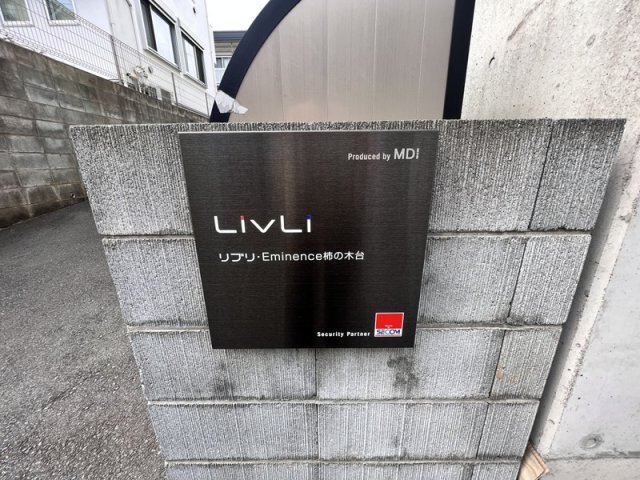 Produced by MDI
LivLi
リブリ・Eminence柿の木台
Security Partner
SECOM